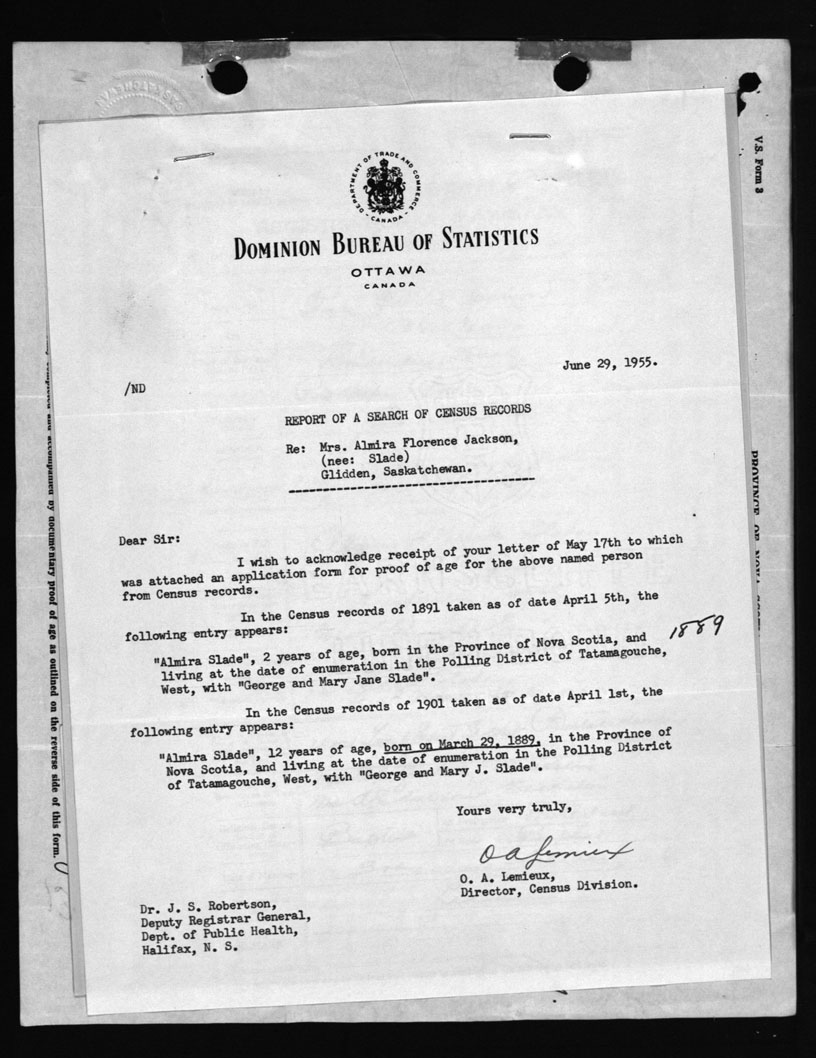 V.S. Form 3
DEPARTMENT OF TRADE AND COMMERCE
CANADA
DOMINION BUREAU OF STATISTICS
OTTAWA
CANADA
June 29, 1955.
/ND
REPORT OF A SEARCH OF CENSUS RECORDS
Re: Mrs. Almira Florence Jackson,
(nee: Slade)
Glidden, Saskatchewan.
Dear Sir:
I wish to acknowledge receipt of your letter of May 17th to which
was attached an application form for proof of age for the above named person
from Census records.
In the Census records of 1891 taken as of date April 5th, the
following entry appears:
"Almira Slade", 2 years of age, born in the Province of Nova Scotia, and
living at the date of enumeration in the Polling District of Tatamagouche,
West, with "George and Mary Jane Slade".
1889
In the Census records of 1901 taken as of date April 1st, the
following entry appears:
"Almira Slade", 12 years of age, born on March 29, 1889, in the Province of
Nova Scotia, and living at the date of enumeration in the Polling District
of Tatamagouche, West, with "George and Mary J. Slade".
Yours very truly,
O A Lemieux
O. A. Lemieux,
Director, Census Division.
Dr. J. S. Robertson,
Deputy Registrar General,
Dept. of Public Health,
Halifax, N. S.
completed and accompanied by documentary proof of age as outlined on the reverse side of this form.
PROVINCE OF NOVA